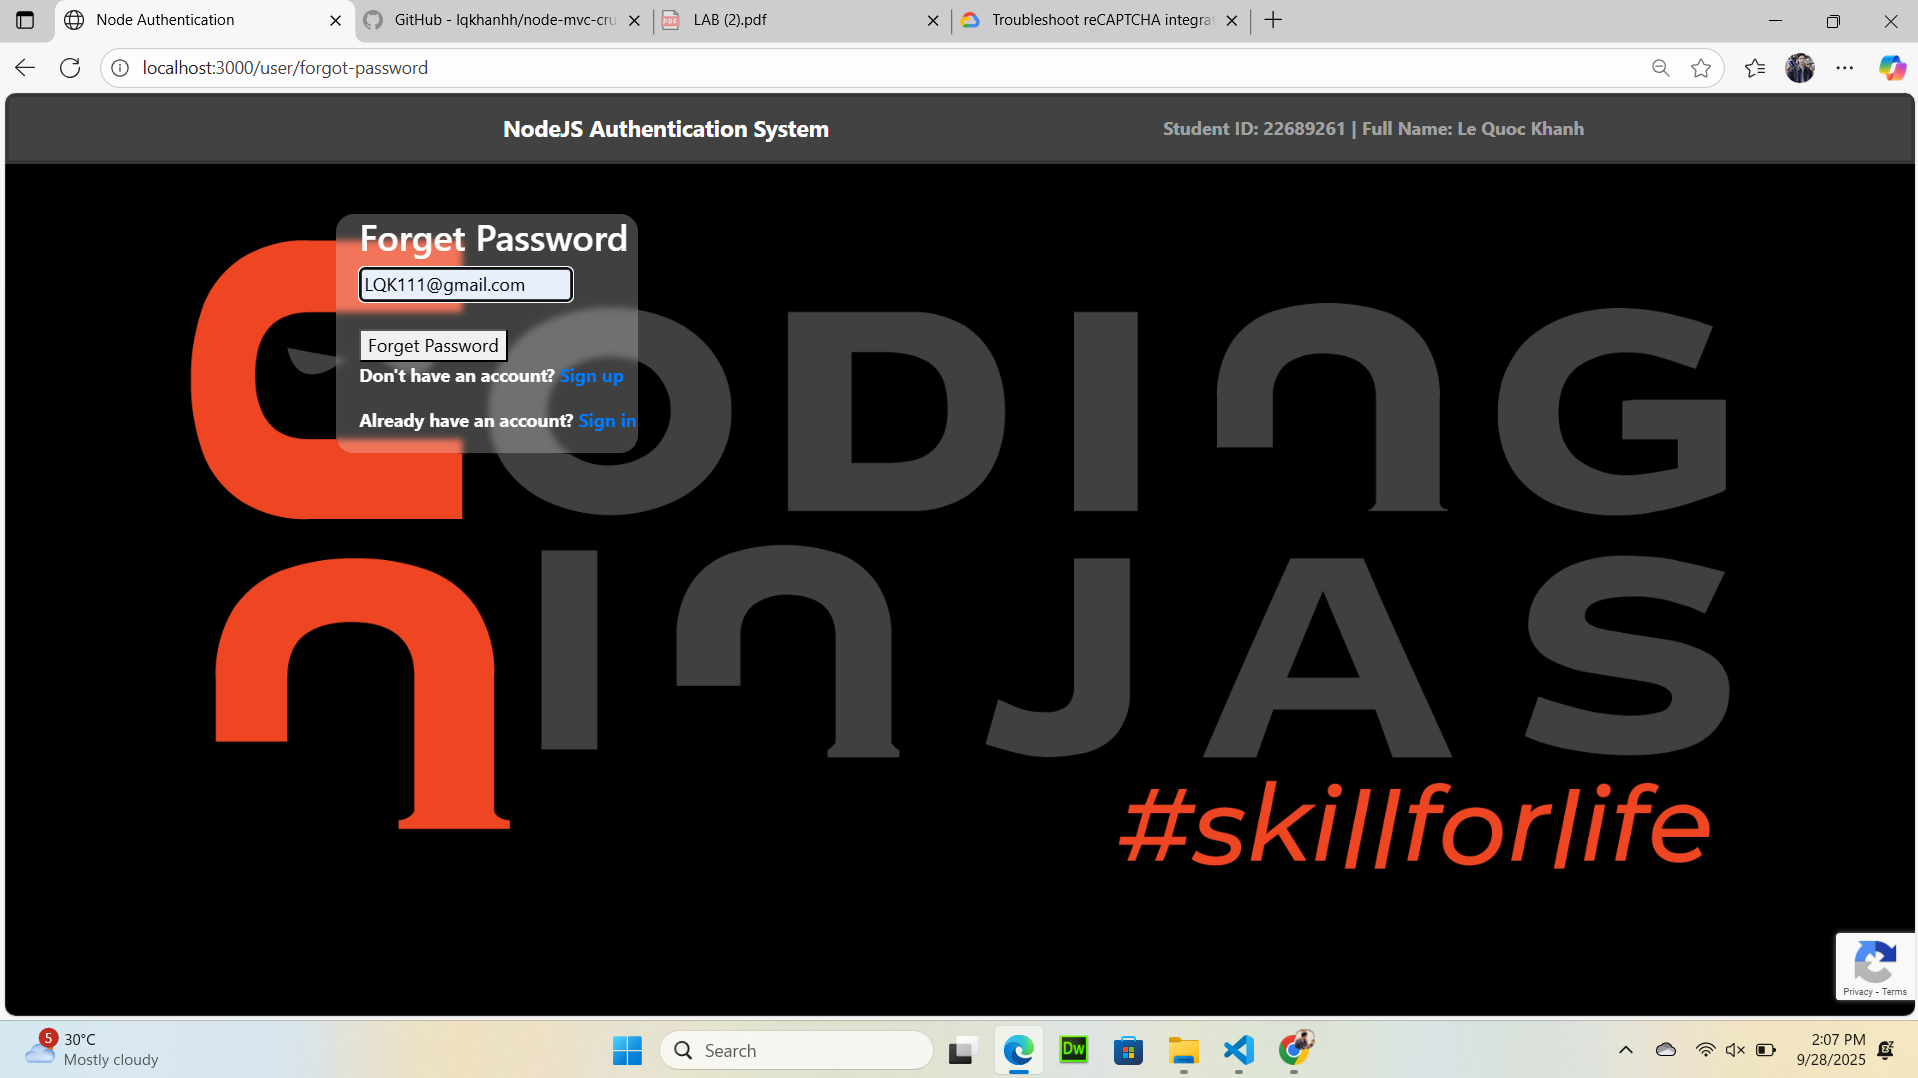 Node Authentication
GitHub - lqkhanhh/node-mvc-cru
LAB (2).pdf
Troubleshoot reCAPTCHA integrat
localhost:3000/user/forgot-password
NodeJS Authentication System
Student ID: 22689261 | Full Name: Le Quoc Khanh
Forget Password
LQK111@gmail.com
Forget Password
Don't have an account? Sign up
Already have an account? Sign in
CODING
NINJAS
#skillforlife
Privacy - Terms
5
30°C
Mostly cloudy
Search
Dw
2:07 PM
9/28/2025